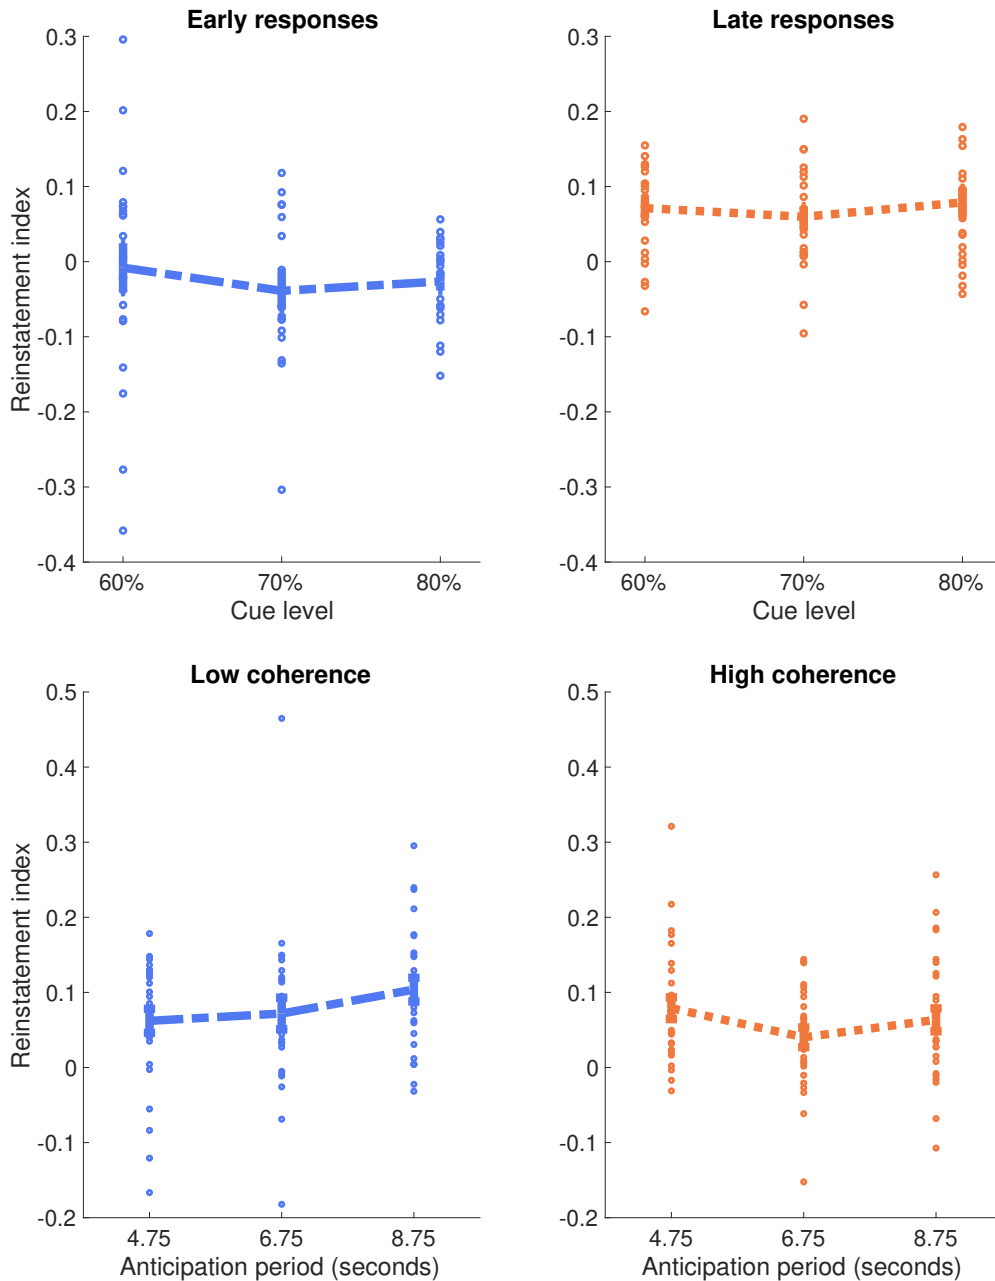 Early responses
0.3
0.2
0.1
0
-0.1
-0.2
-0.3
-0.4
Reinstatement index
60% 70% 80%
Cue level
Late responses
0.3
0.2
0.1
0
-0.1
-0.2
-0.3
-0.4
60% 70% 80%
Cue level
Low coherence
0.5
0.4
0.3
0.2
0.1
0
-0.1
-0.2
Reinstatement index
4.75 6.75 8.75
Anticipation period (seconds)
High coherence
0.5
0.4
0.3
0.2
0.1
0
-0.1
-0.2
4.75 6.75 8.75
Anticipation period (seconds)